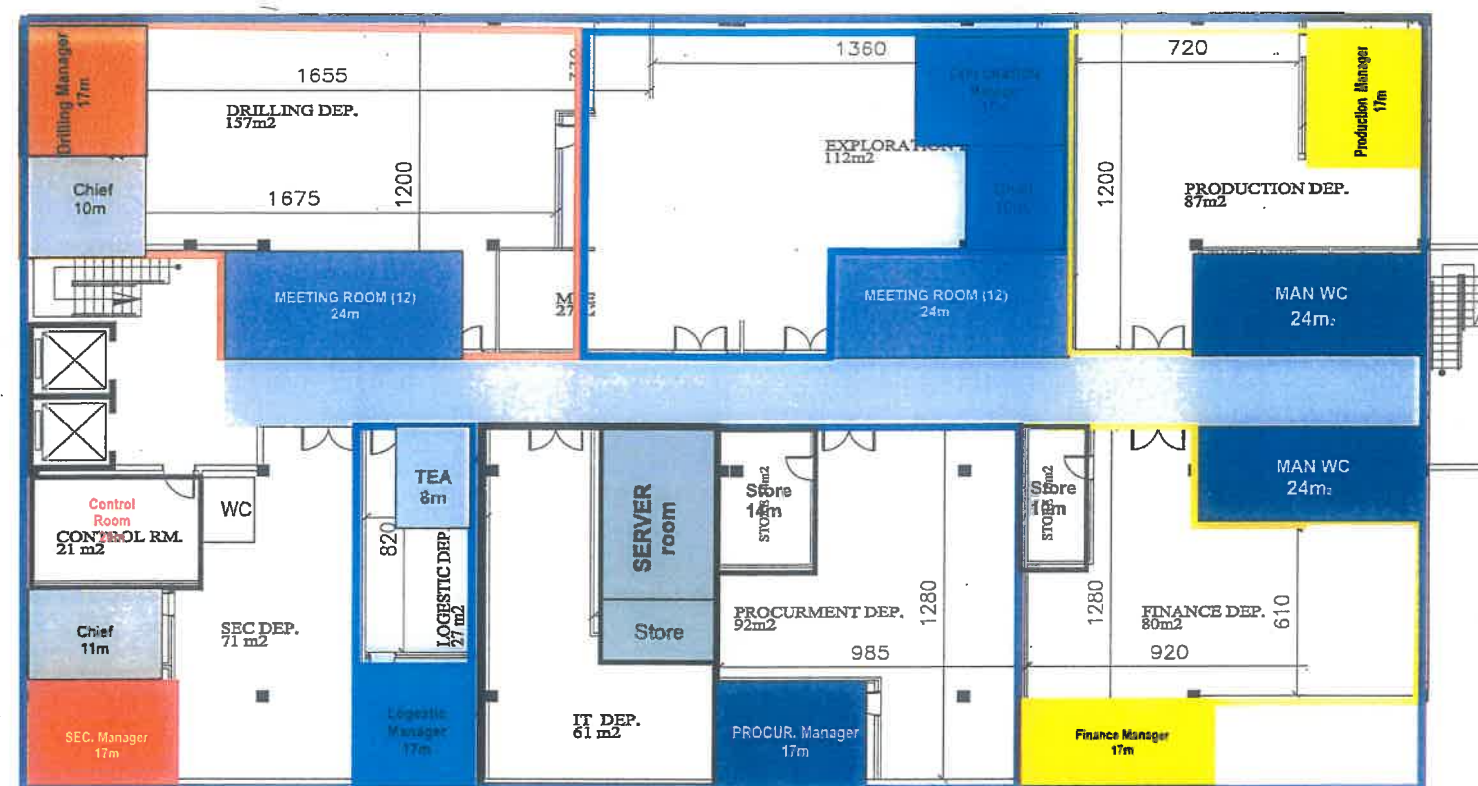 Drilling Manager
17m
1655
DRILLING DEP.
157m2
Chief
10m
1675
1200
MEETING ROOM (12)
24m
1360
EXPLORATION
112m2
MEETING ROOM (12)
24m
720
Production Manager
17m
1200
PRODUCTION DEP.
87m2
MAN WC
24m2
MAN WC
24m2
Control
Room
CONTROL RM.
21 m2
WC
Chief
11m
SEC DEP.
71 m2
SEC. Manager
17m
TEA
8m
820
LOGESTIC DEP.
27 m2
Logestic
Manager
17m
SERVER
room
Store
IT DEP.
61 m2
Store
14m
PROCURMENT DEP.
92m2
1280
985
PROCUR. Manager
17m
Store
1280
FINANCE DEP.
80m2
610
920
Finance Manager
17m